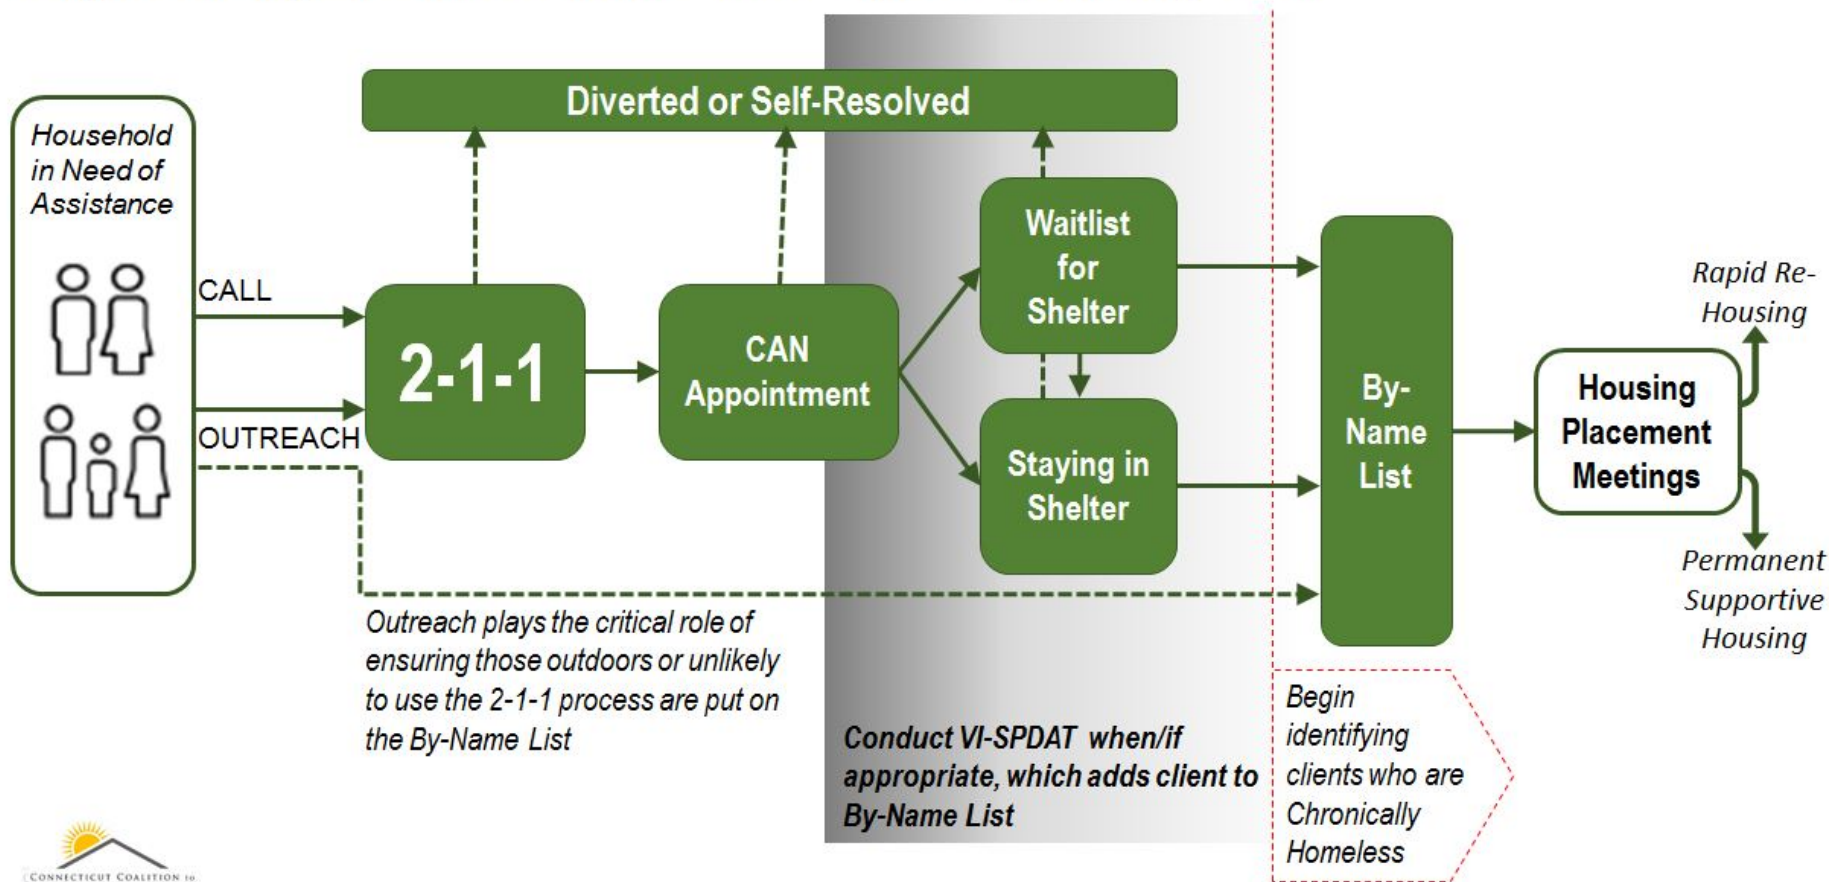 Diverted or Self-Resolved
Household
in Need of
Assistance
CALL
OUTREACH
2-1-1
CAN
Appointment
Waitlist
for
Shelter
Staying in
Shelter
By-
Name
List
Housing
Placement
Meetings
Rapid Re-
Housing
Permanent
Supportive
Housing
Outreach plays the critical role of
ensuring those outdoors or unlikely
to use the 2-1-1 process are put on
the By-Name List
Conduct VI-SPDAT when/if
appropriate, which adds client to
By-Name List
Begin
identifying
clients who are
Chronically
Homeless
CONNECTICUT COALITION TO